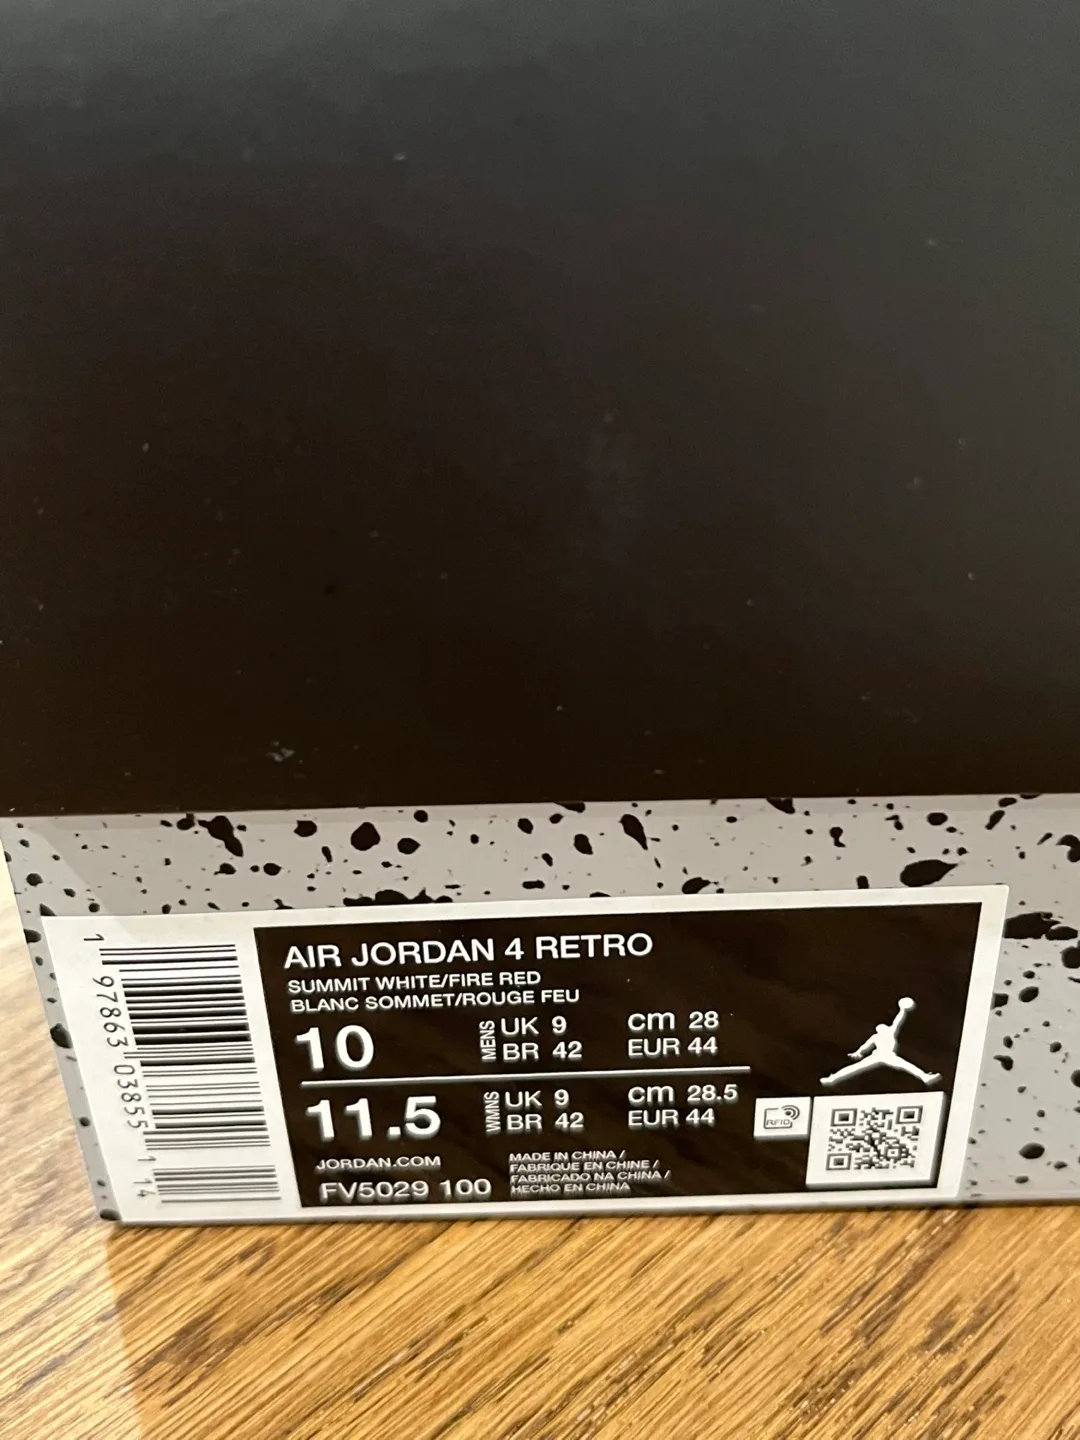 AIR JORDAN 4 RETRO
SUMMIT WHITE/FIRE RED
BLANC SOMMET/ROUGE FEU
10 MENS UK 9 cm 28
BR 42 EUR 44
11.5 WMNS UK 9 cm 28.5
BR 42 EUR 44
RFID
JORDAN.COM
FV5029 100
MADE IN CHINA /
FABRIQUE EN CHINE /
FABRICADO NA CHINA /
HECHO EN CHINA
1 97863 03855 1 14